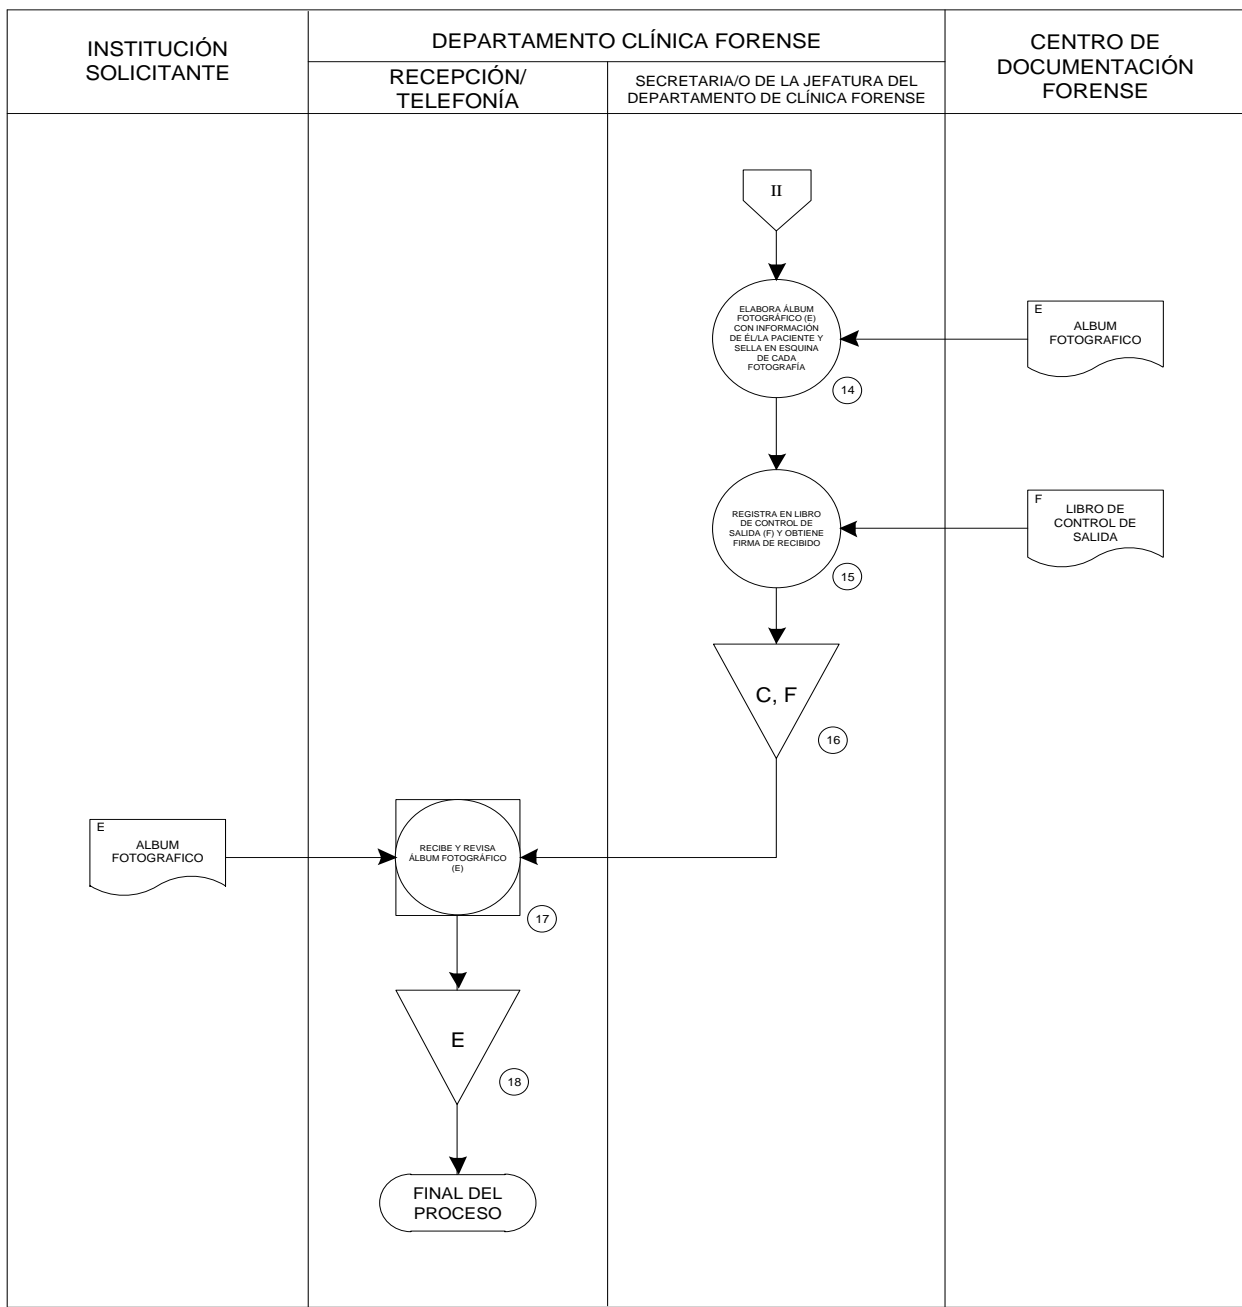 INSTITUCIÓN
SOLICITANTE
DEPARTAMENTO CLÍNICA FORENSE
RECEPCIÓN/
TELEFONÍA
SECRETARIA/O DE LA JEFATURA DEL
DEPARTAMENTO DE CLÍNICA FORENSE
CENTRO DE
DOCUMENTACIÓN
FORENSE
II
ELABORA ÁLBUM
FOTOGRÁFICO (E)
CON INFORMACIÓN
DE ÉL/LA PACIENTE Y
SELLA EN ESQUINA
DE CADA
FOTOGRAFÍA
14
E
ALBUM
FOTOGRAFICO
REGISTRA EN LIBRO
DE CONTROL DE
SALIDA (F) Y OBTIENE
FIRMA DE RECIBIDO
15
F
LIBRO DE
CONTROL DE
SALIDA
C, F
16
E
ALBUM
FOTOGRAFICO
RECIBE Y REVISA
ÁLBUM FOTOGRÁFICO
(E)
17
E
18
FINAL DEL
PROCESO